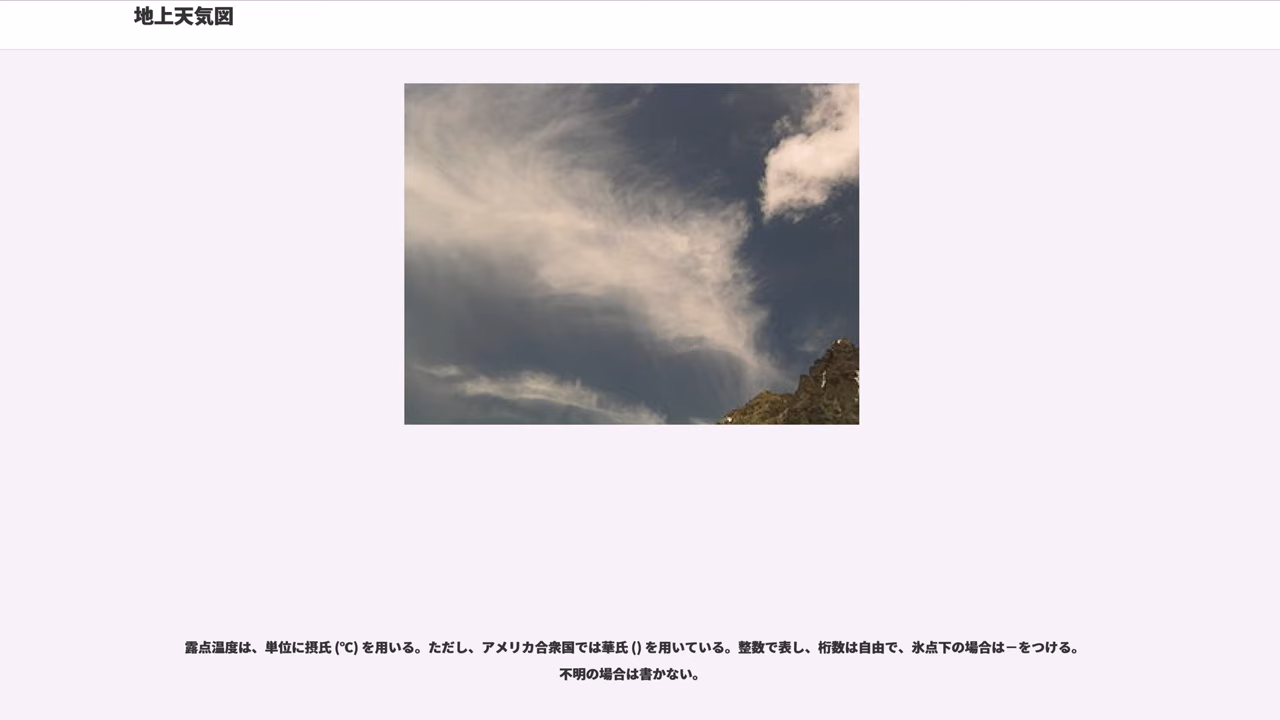 地上天気図
露点温度は、単位に摂氏 (℃) を用いる。ただし、アメリカ合衆国では華氏 () を用いている。整数で表し、桁数は自由で、氷点下の場合は－をつける。
不明の場合は書かない。